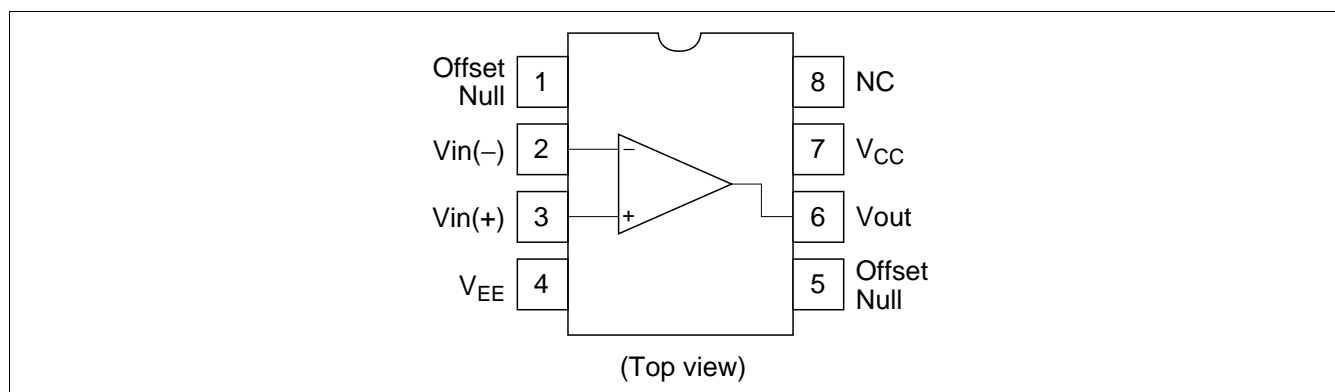 Offset
Null
1
8
NC
Vin(–)
2
–
7
VCC
Vin(+)
3
+
6
Vout
VEE
4
5
Offset
Null
(Top view)